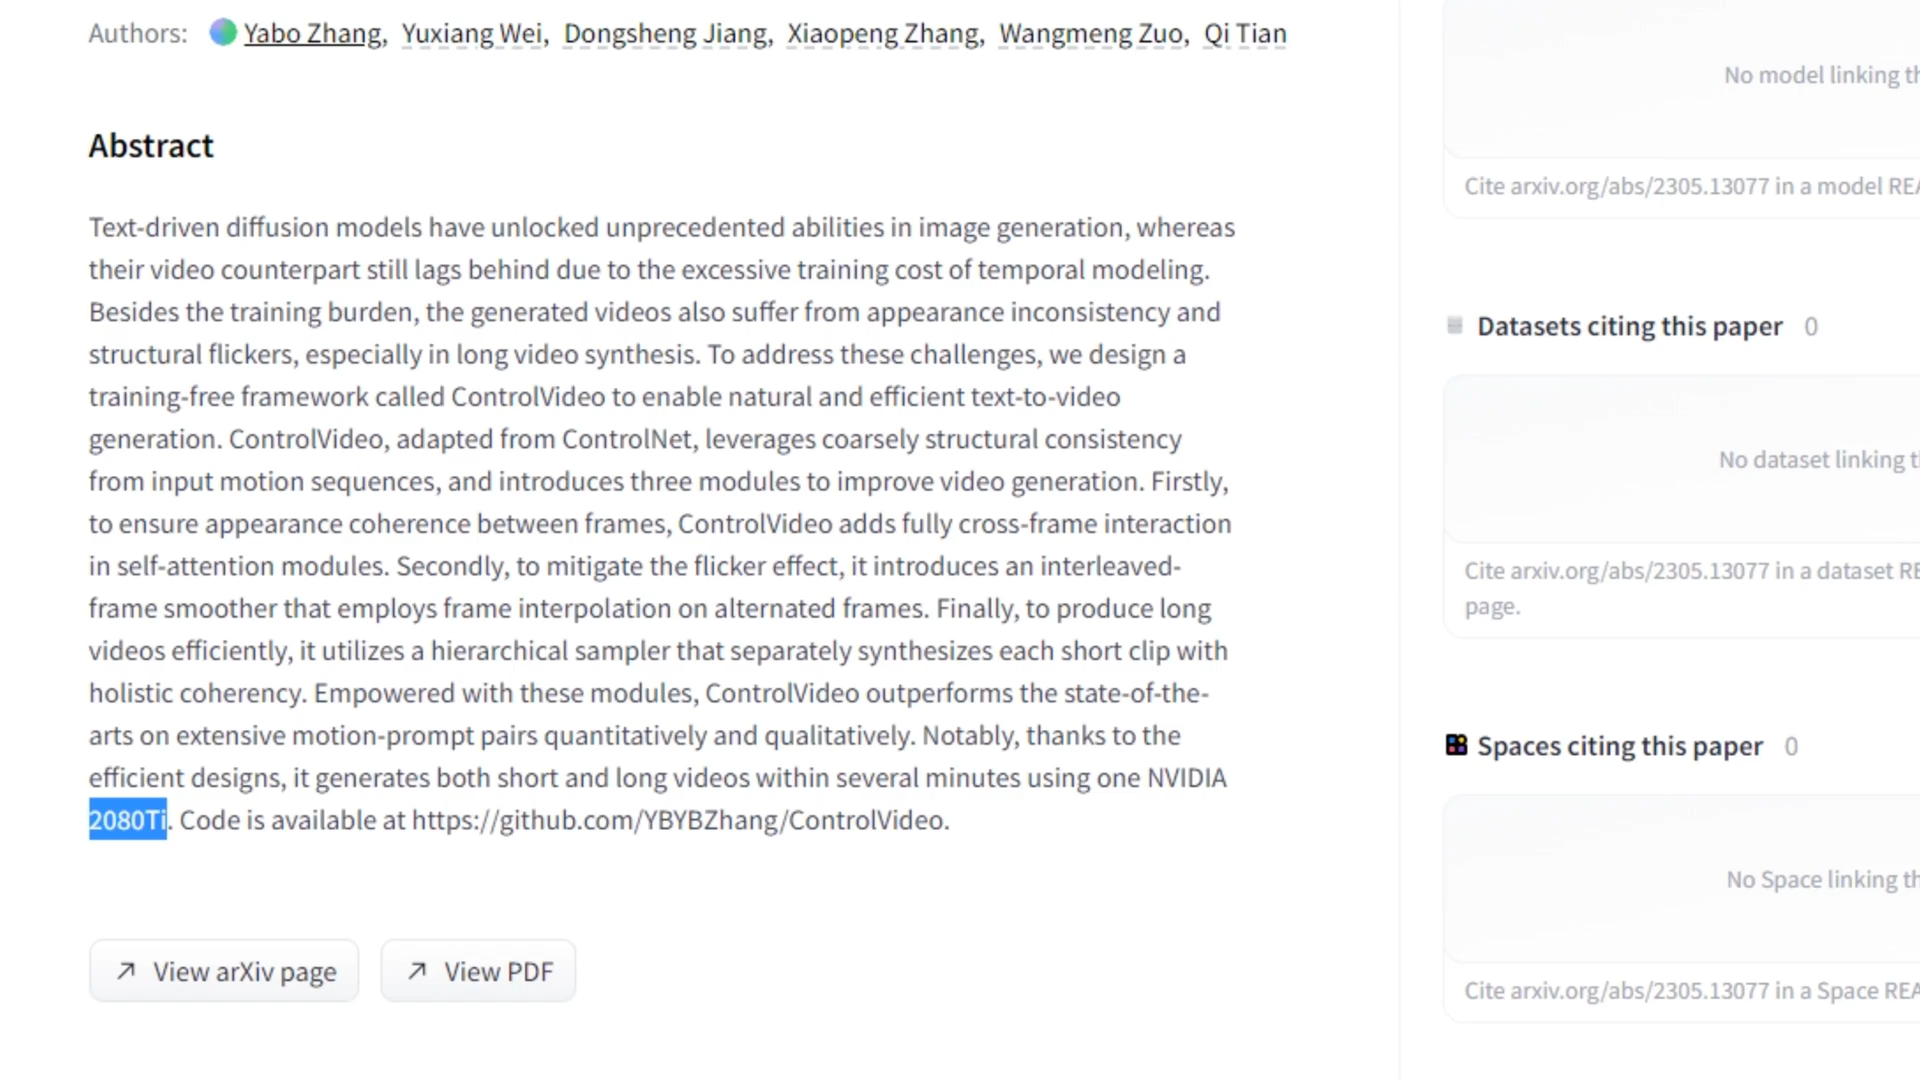 Authors: Yabo Zhang, Yuxiang Wei, Dongsheng Jiang, Xiaopeng Zhang, Wangmeng Zuo, Qi Tian
Abstract
Text-driven diffusion models have unlocked unprecedented abilities in image generation, whereas
their video counterpart still lags behind due to the excessive training cost of temporal modeling.
Besides the training burden, the generated videos also suffer from appearance inconsistency and
structural flickers, especially in long video synthesis. To address these challenges, we design a
training-free framework called ControlVideo to enable natural and efficient text-to-video
generation. ControlVideo, adapted from ControlNet, leverages coarsely structural consistency
from input motion sequences, and introduces three modules to improve video generation. Firstly,
to ensure appearance coherence between frames, ControlVideo adds fully cross-frame interaction
in self-attention modules. Secondly, to mitigate the flicker effect, it introduces an interleaved-
frame smoother that employs frame interpolation on alternated frames. Finally, to produce long
videos efficiently, it utilizes a hierarchical sampler that separately synthesizes each short clip with
holistic coherency. Empowered with these modules, ControlVideo outperforms the state-of-the-
arts on extensive motion-prompt pairs quantitatively and qualitatively. Notably, thanks to the
efficient designs, it generates both short and long videos within several minutes using one NVIDIA
2080Ti. Code is available at https://github.com/YBYBZhang/ControlVideo.
View arXiv page
View PDF
No model linking th
Cite arxiv.org/abs/2305.13077 in a model REA
Datasets citing this paper 0
No dataset linking t
Cite arxiv.org/abs/2305.13077 in a dataset RE
page.
Spaces citing this paper 0
No Space linking th
Cite arxiv.org/abs/2305.13077 in a Space REA